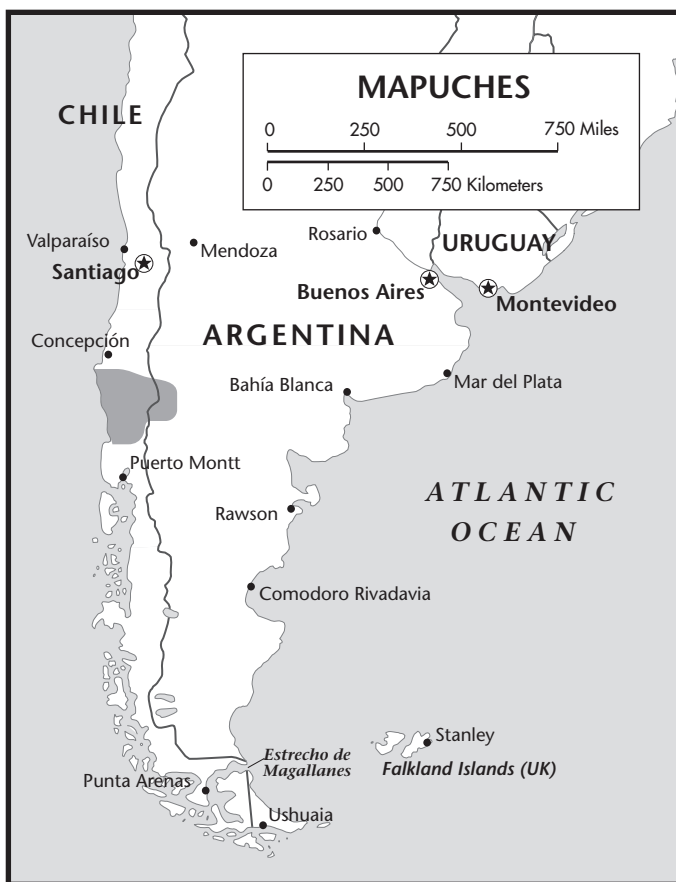 MAPUCHES
0 250 500 750 Miles
0 250 500 750 Kilometers
CHILE
Valparaíso
Santiago
Mendoza
Rosario
URUGUAY
Buenos Aires
Montevideo
ARGENTINA
Concepción
Bahía Blanca
Mar del Plata
Puerto Montt
Rawson
ATLANTIC
OCEAN
Comodoro Rivadavia
Stanley
Falkland Islands (UK)
Estrecho de
Magallanes
Punta Arenas
Ushuaia